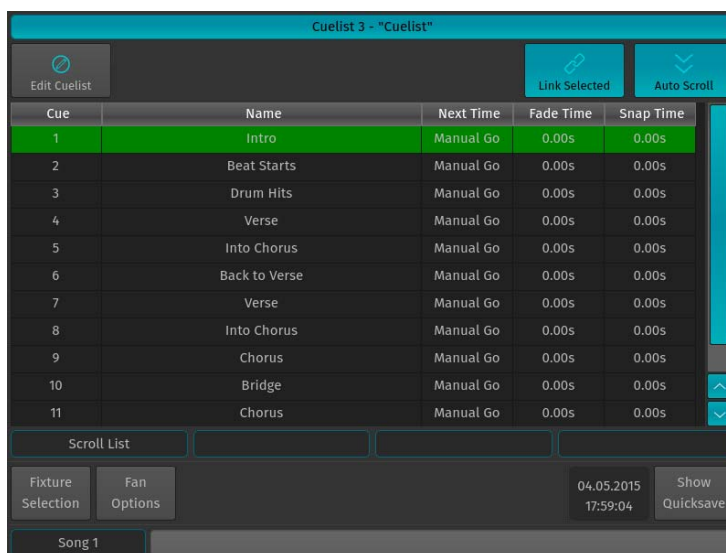 Cuelist 3 - "Cuelist"
Edit Cuelist
Link Selected
Auto Scroll
Cue Name Next Time Fade Time Snap Time
1 Intro Manual Go 0.00s 0.00s
2 Beat Starts Manual Go 0.00s 0.00s
3 Drum Hits Manual Go 0.00s 0.00s
4 Verse Manual Go 0.00s 0.00s
5 Into Chorus Manual Go 0.00s 0.00s
6 Back to Verse Manual Go 0.00s 0.00s
7 Verse Manual Go 0.00s 0.00s
8 Into Chorus Manual Go 0.00s 0.00s
9 Chorus Manual Go 0.00s 0.00s
10 Bridge Manual Go 0.00s 0.00s
11 Chorus Manual Go 0.00s 0.00s
Scroll List
Fixture
Selection
Fan
Options
04.05.2015
17:59:04
Show
Quicksave
Song 1